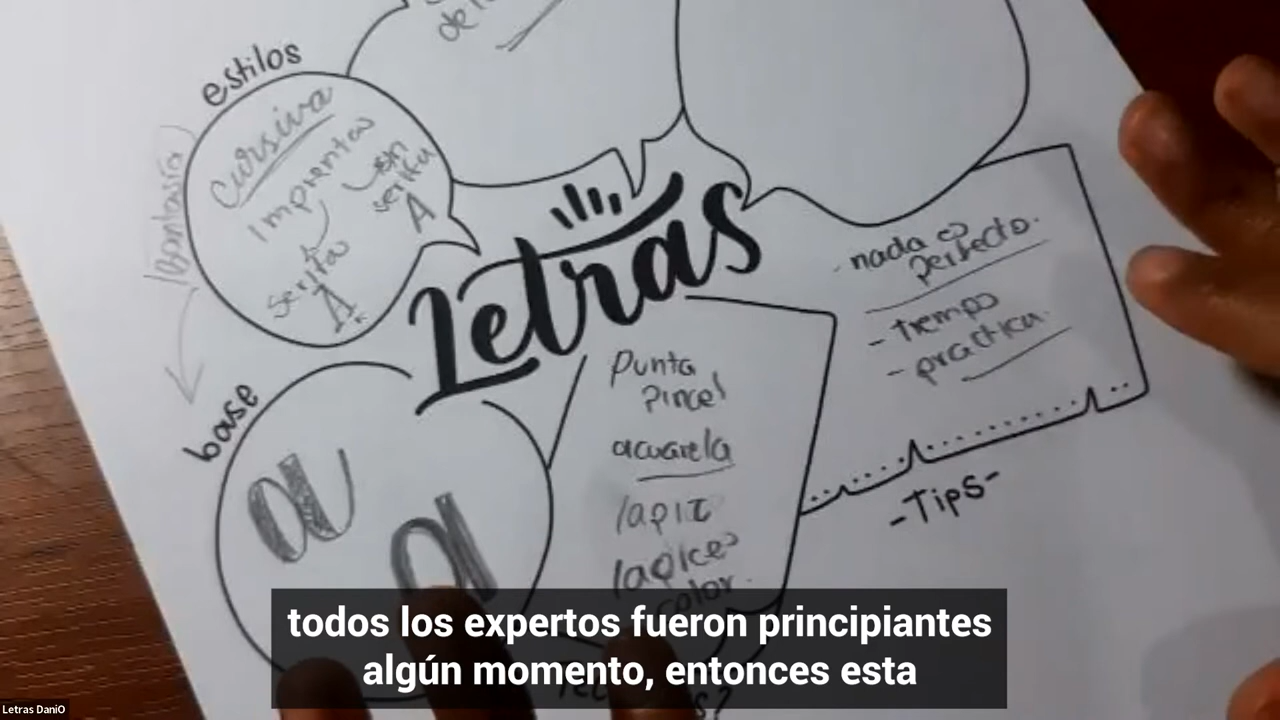 estilos
cursiva
imprenta
sin
serifa
A
serifa
A
fantasía
Letras
nada es
perfecto.
- tiempo
- practica.
-Tips-
base
a
a
Punta
Pincel
acuarela
lapiz
lapices
color.
todos los expertos fueron principiantes
algún momento, entonces esta
Letras DaniO